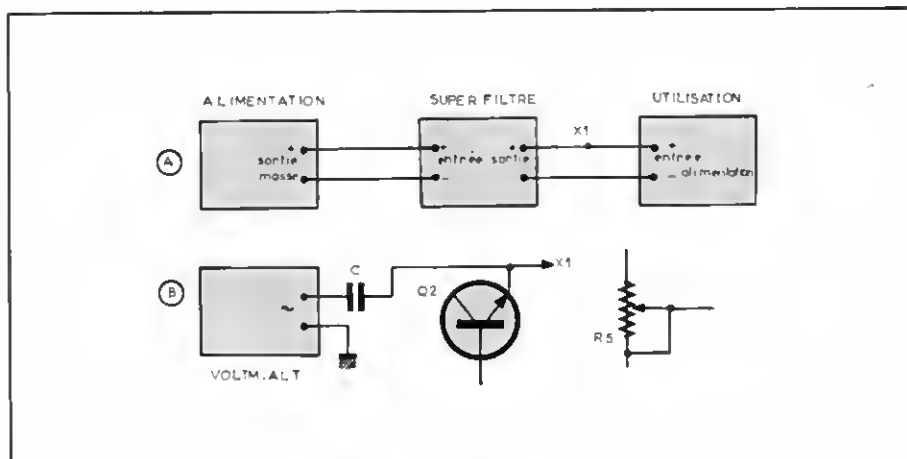 ALIMENTATION SUPER FILTRE UTILISATION
X1
A + sortie masse + entrée sortie + − + entrée − alimentation
B C X1
Q2
~
R5
VOLTM.ALT